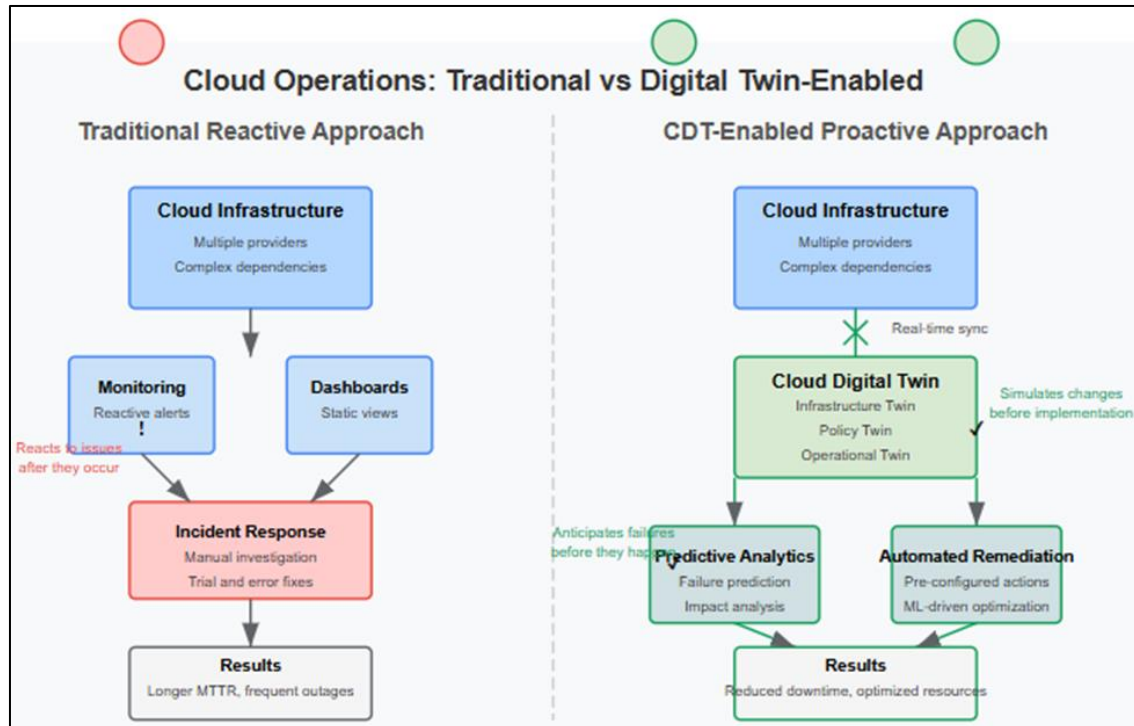 Cloud Operations: Traditional vs Digital Twin-Enabled
Traditional Reactive Approach
Cloud Infrastructure
Multiple providers
Complex dependencies
Monitoring
Reactive alerts
!
Dashboards
Static views
Reacts to issues
after they occur
Incident Response
Manual investigation
Trial and error fixes
Results
Longer MTTR, frequent outages
CDT-Enabled Proactive Approach
Cloud Infrastructure
Multiple providers
Complex dependencies
Real-time sync
Cloud Digital Twin
Infrastructure Twin
Policy Twin
Operational Twin
Simulates changes
before implementation
Anticipates failures
before they happen
Predictive Analytics
Failure prediction
Impact analysis
Automated Remediation
Pre-configured actions
ML-driven optimization
Results
Reduced downtime, optimized resources